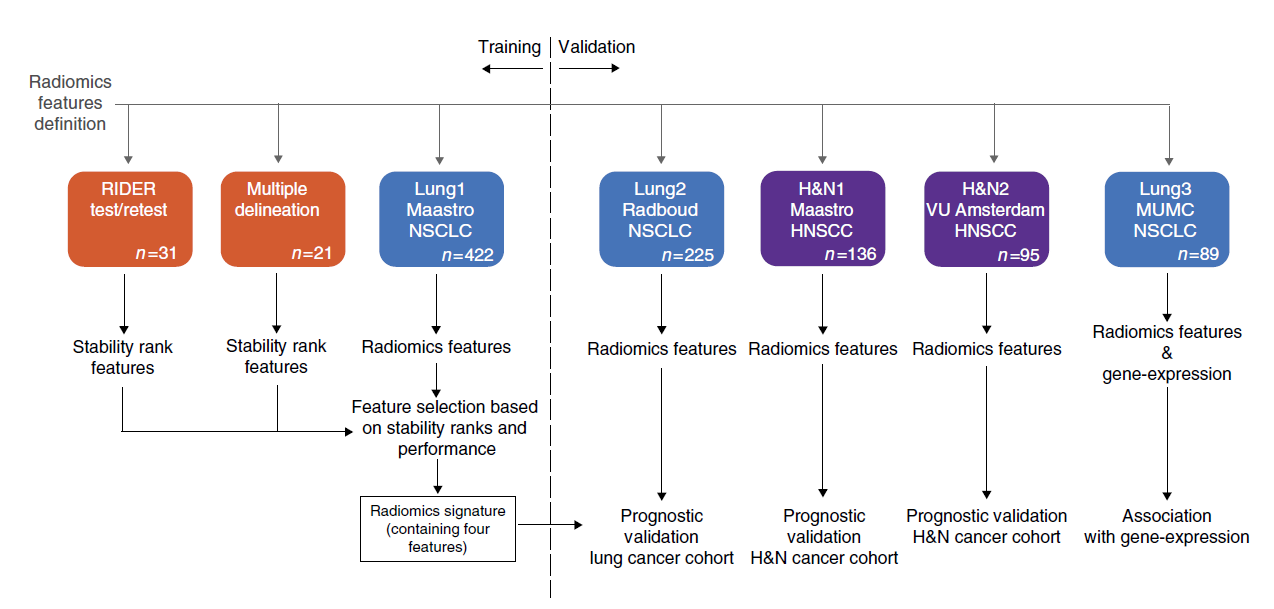 Training
Validation
Radiomics
features
definition
RIDER
test/retest
n=31
Multiple
delineation
n=21
Lung1
Maastro
NSCLC
n=422
Lung2
Radboud
NSCLC
n=225
H&N1
Maastro
HNSCC
n=136
H&N2
VU Amsterdam
HNSCC
n=95
Lung3
MUMC
NSCLC
n=89
Stability rank
features
Stability rank
features
Radiomics features
Radiomics features
Radiomics features
Radiomics features
Radiomics features
&
gene-expression
Feature selection based
on stability ranks and
performance
Radiomics signature
(containing four
features)
Prognostic
validation
lung cancer cohort
Prognostic
validation
H&N cancer cohort
Prognostic validation
H&N cancer cohort
Association
with gene-expression